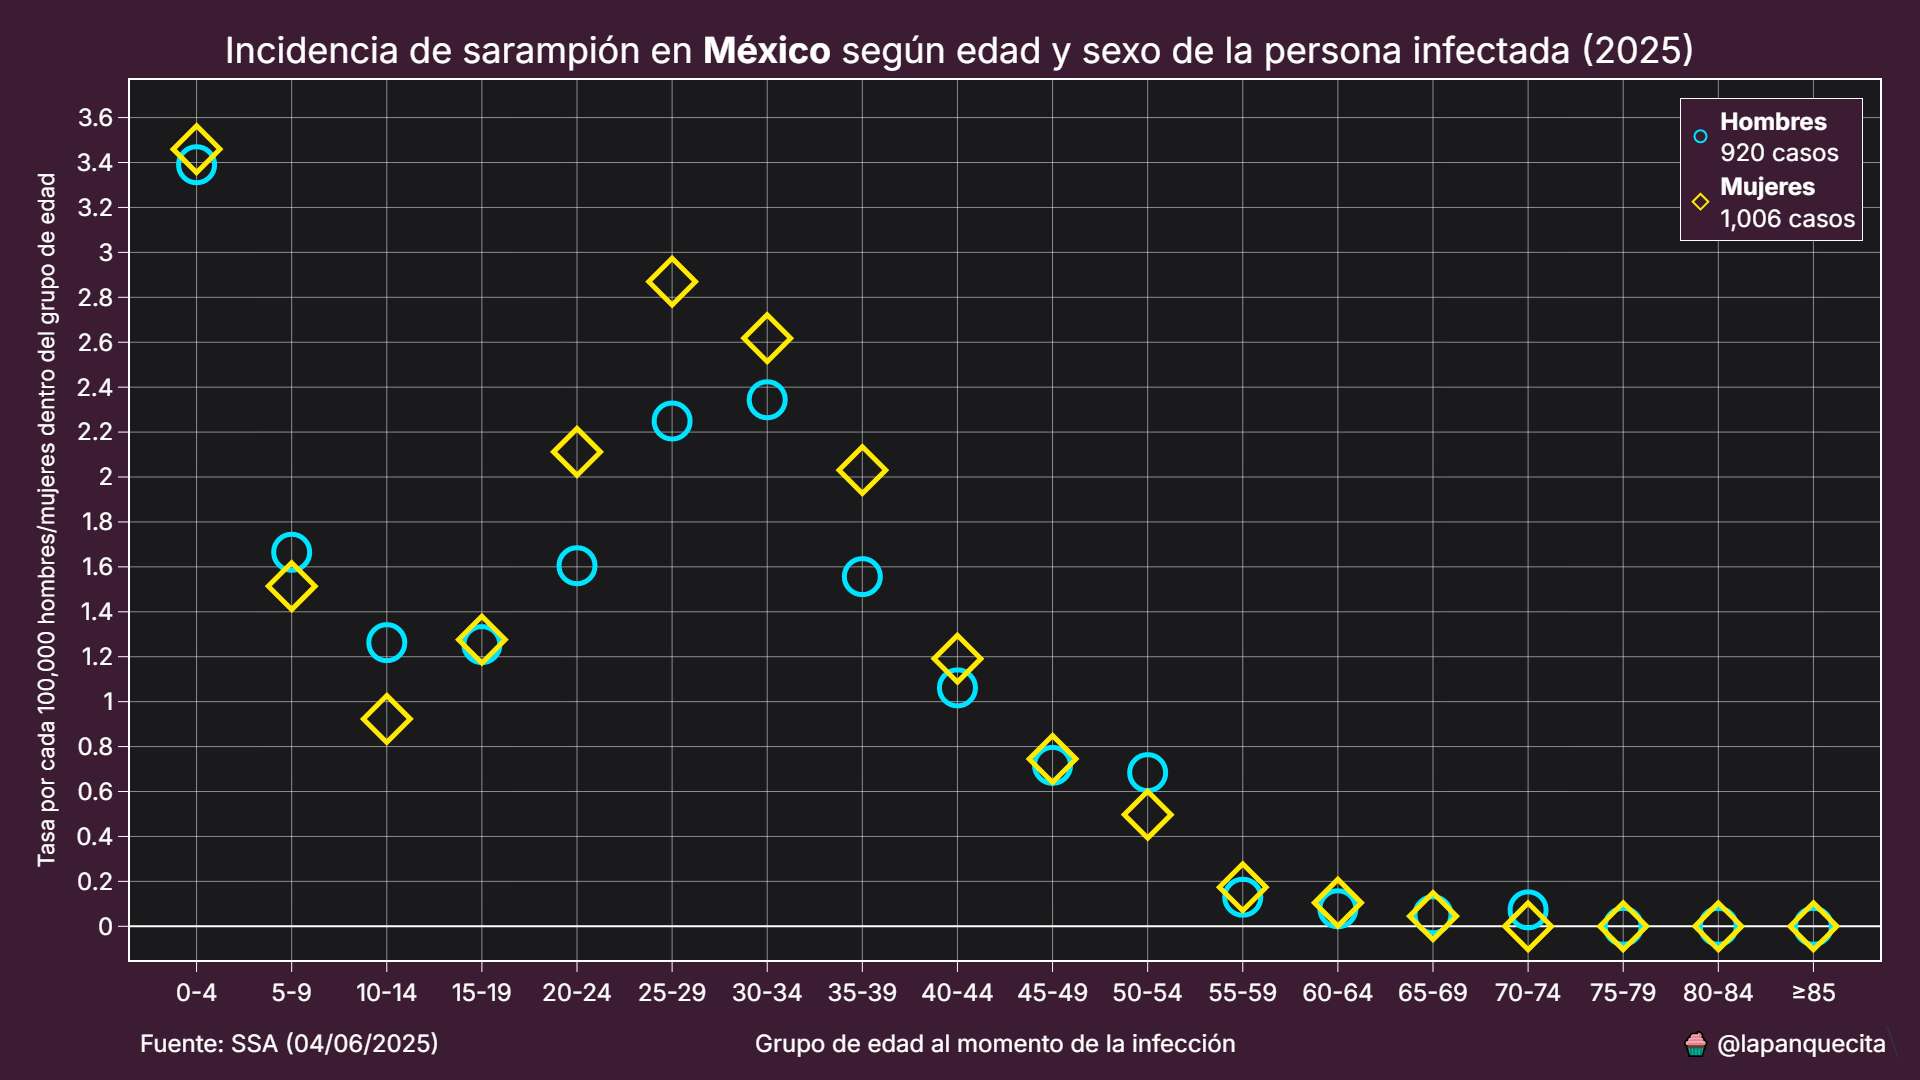 Incidencia de sarampión en México según edad y sexo de la persona infectada (2025)
Hombres
920 casos
Mujeres
1,006 casos
Tasa por cada 100,000 hombres/mujeres dentro del grupo de edad
3.6
3.4
3.2
3
2.8
2.6
2.4
2.2
2
1.8
1.6
1.4
1.2
1
0.8
0.6
0.4
0.2
0
0-4 5-9 10-14 15-19 20-24 25-29 30-34 35-39 40-44 45-49 50-54 55-59 60-64 65-69 70-74 75-79 80-84 ≥85
Fuente: SSA (04/06/2025) Grupo de edad al momento de la infección @lapanquecita